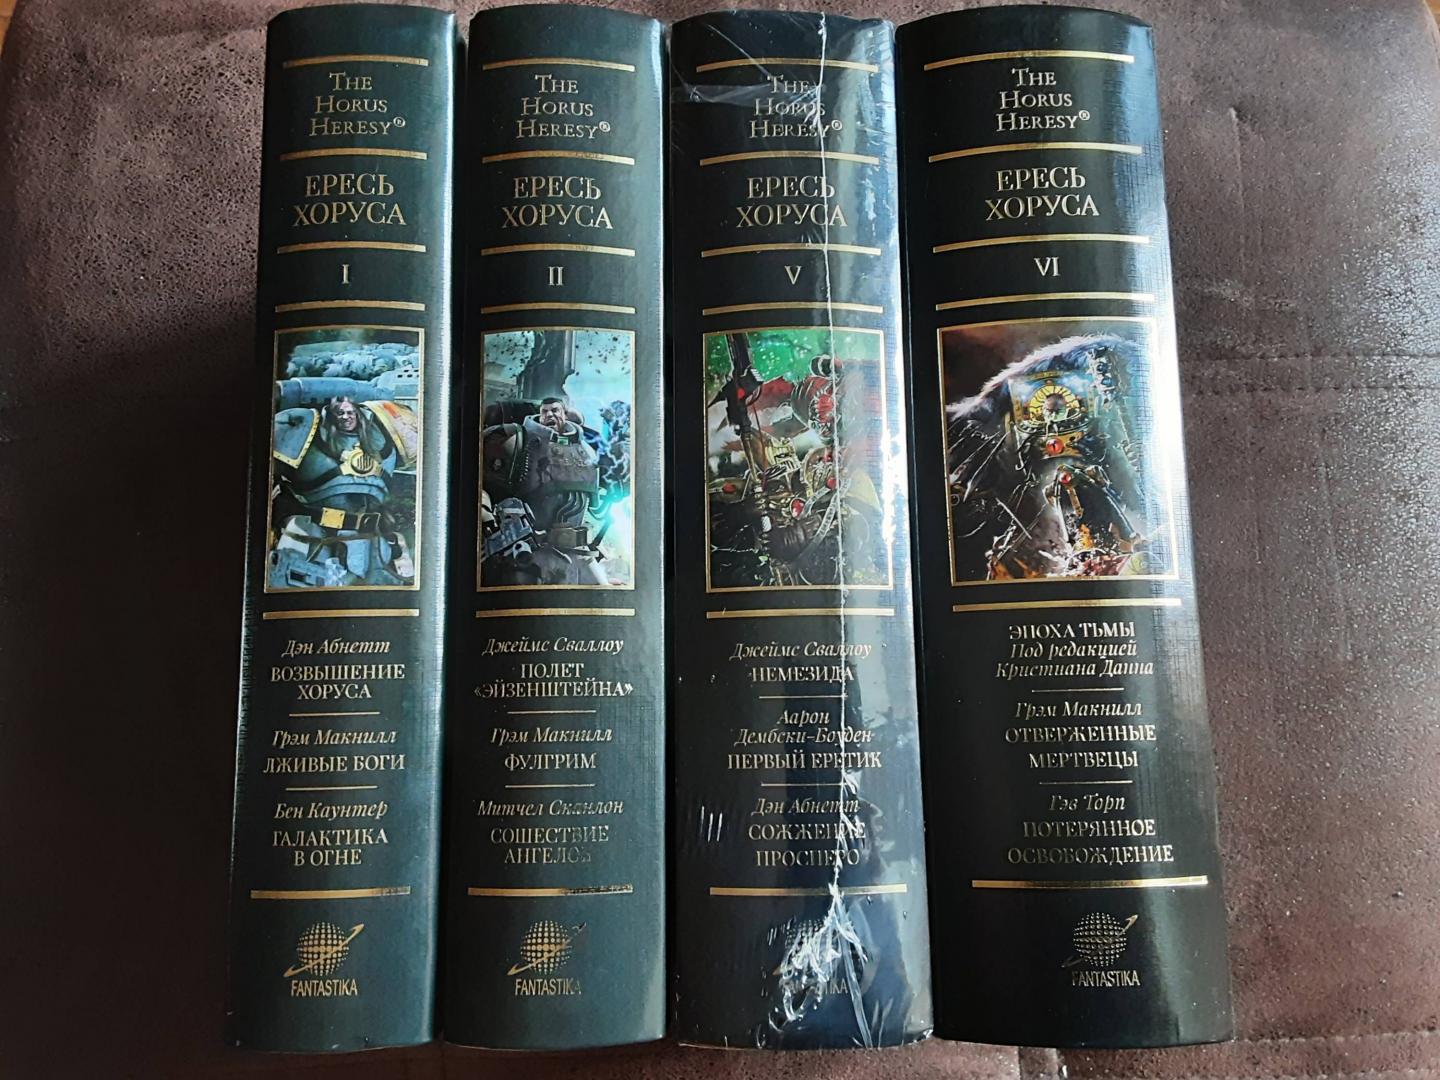 THE
HORUS
HERESY®
ЕРЕСЬ
ХОРУСА
I
Дэн Абнетт
ВОЗВЫШЕНИЕ
ХОРУСА
Грэм Макнилл
ЛЖИВЫЕ БОГИ
Бен Каунтер
ГАЛАКТИКА
В ОГНЕ
FANTASTIKA
THE
HORUS
HERESY®
ЕРЕСЬ
ХОРУСА
II
Джеймс Сваллоу
ПОЛЕТ
«ЭЙЗЕНШТЕЙНА»
Грэм Макнилл
ФУЛГРИМ
Митчел Сканлон
СОШЕСТВИЕ
АНГЕЛОВ
FANTASTIKA
THE
HORUS
HERESY®
ЕРЕСЬ
ХОРУСА
V
Джеймс Сваллоу
НЕМЕЗИДА
Аарон
Дембски-Боуден
ПЕРВЫЙ ЕРЕТИК
Дэн Абнетт
СОЖЖЕНИЕ
ПРОСПЕРО
FANTASTIKA
THE
HORUS
HERESY®
ЕРЕСЬ
ХОРУСА
VI
ЭПОХА ТЬМЫ
Под редакцией
Кристиана Данна
Грэм Макнилл
ОТВЕРЖЕННЫЕ
МЕРТВЕЦЫ
Гэв Торп
ПОТЕРЯННОЕ
ОСВОБОЖДЕНИЕ
FANTASTIKA